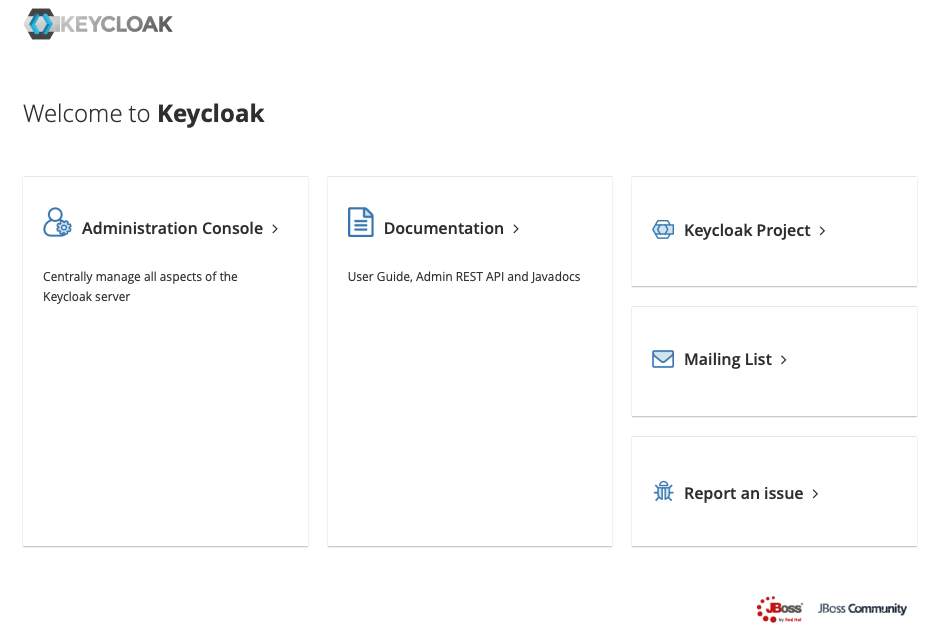 KEYCLOAK
Welcome to Keycloak
Administration Console
Centrally manage all aspects of the
Keycloak server
Documentation
User Guide, Admin REST API and Javadocs
Keycloak Project
Mailing List
Report an issue
JBoss
by Red Hat
JBoss Community